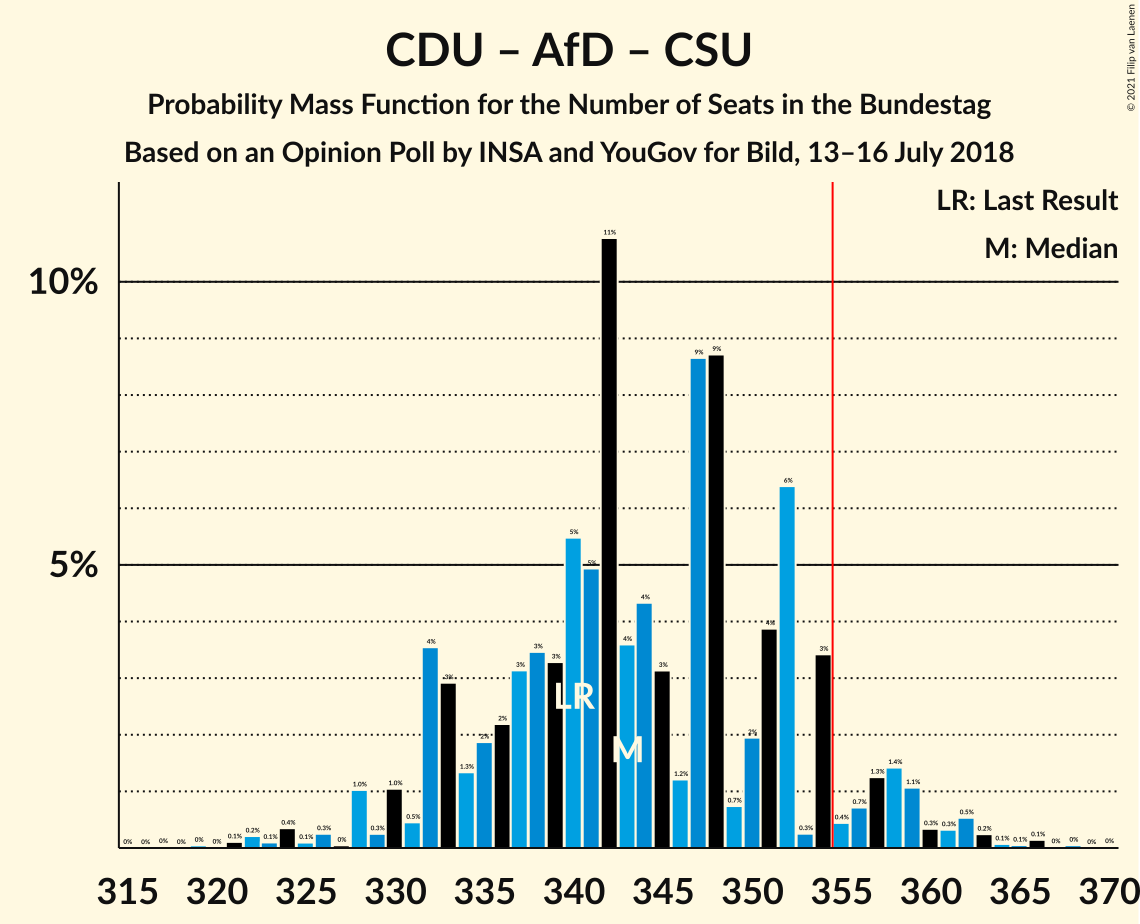 CDU – AfD – CSU
Probability Mass Function for the Number of Seats in the Bundestag
Based on an Opinion Poll by INSA and YouGov for Bild, 13–16 July 2018
© 2021 Filip van Laenen
LR: Last Result
M: Median
10%
5%
0% 0% 0% 0% 0% 0% 0.1% 0.2% 0.1% 0.4% 0.1% 0.3% 0% 1.0% 0.3% 1.0% 0.5% 4% 3% 1.3% 2% 2% 3% 3% 3% 5% 5% 11% 4% 4% 3% 1.2% 9% 9% 0.7% 2% 4% 6% 0.3% 3% 0.4% 0.7% 1.3% 1.4% 1.1% 0.3% 0.3% 0.5% 0.2% 0.1% 0.1% 0.1% 0% 0% 0% 0%
LR
M
315 320 325 330 335 340 345 350 355 360 365 370